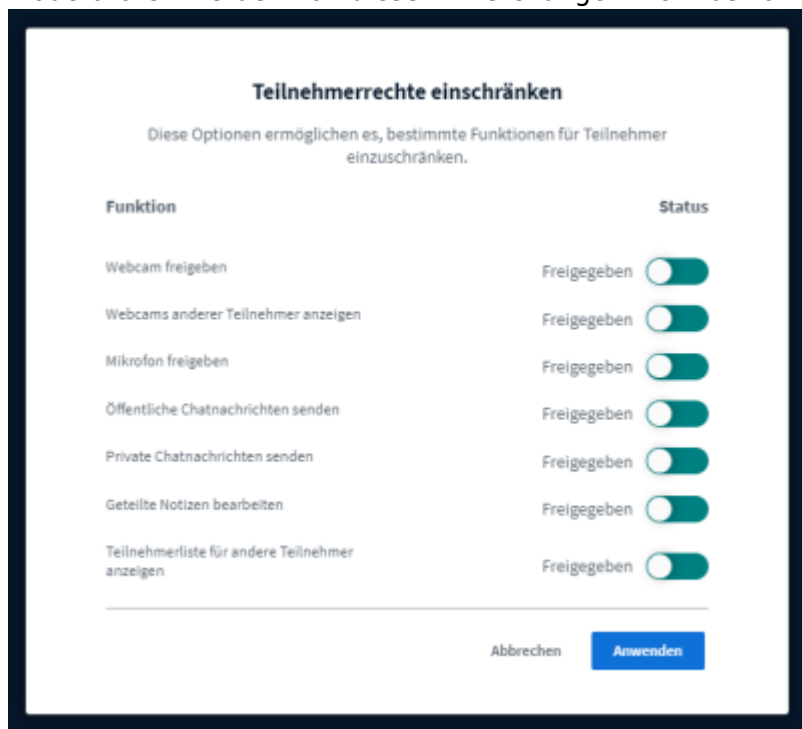 Teilnehmerrechte einschränken
Diese Optionen ermöglichen es, bestimmte Funktionen für Teilnehmer
einzuschränken.
Funktion Status
Webcam freigeben Freigegeben
Webcams anderer Teilnehmer anzeigen Freigegeben
Mikrofon freigeben Freigegeben
Öffentliche Chatnachrichten senden Freigegeben
Private Chatnachrichten senden Freigegeben
Geteilte Notizen bearbeiten Freigegeben
Teilnehmerliste für andere Teilnehmer
anzeigen Freigegeben
Abbrechen Anwenden